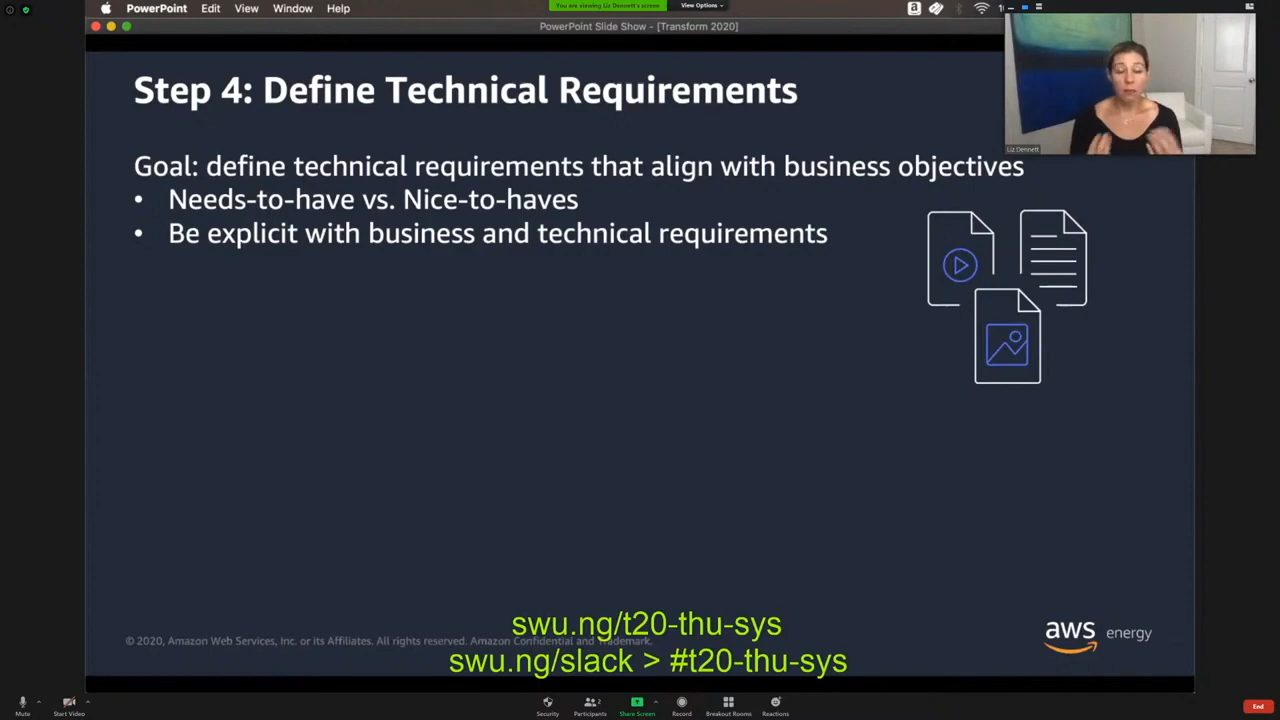 PowerPoint Edit View Window Help
You are viewing Liz Dennett's screen View Options
PowerPoint Slide Show - [Transform 2020]
Step 4: Define Technical Requirements
Liz Dennett
Goal: define technical requirements that align with business objectives
• Needs-to-have vs. Nice-to-haves
• Be explicit with business and technical requirements
swu.ng/t20-thu-sys
© 2020, Amazon Web Services, Inc. or its Affiliates. All rights reserved. Amazon Confidential and Trademark.
aws energy
swu.ng/slack > #t20-thu-sys
Mute Start Video Security Participants 2 Share Screen Record Breakout Rooms Reactions End